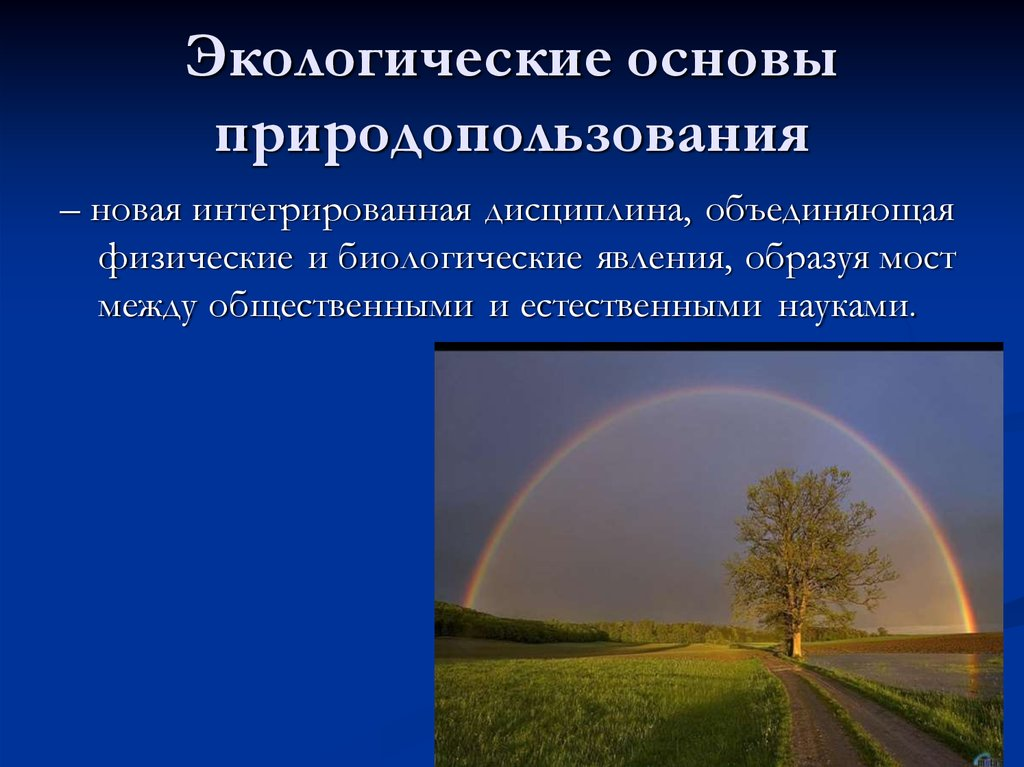 Экологические основы
природопользования
– новая интегрированная дисциплина, объединяющая
физические и биологические явления, образуя мост
между общественными и естественными науками.